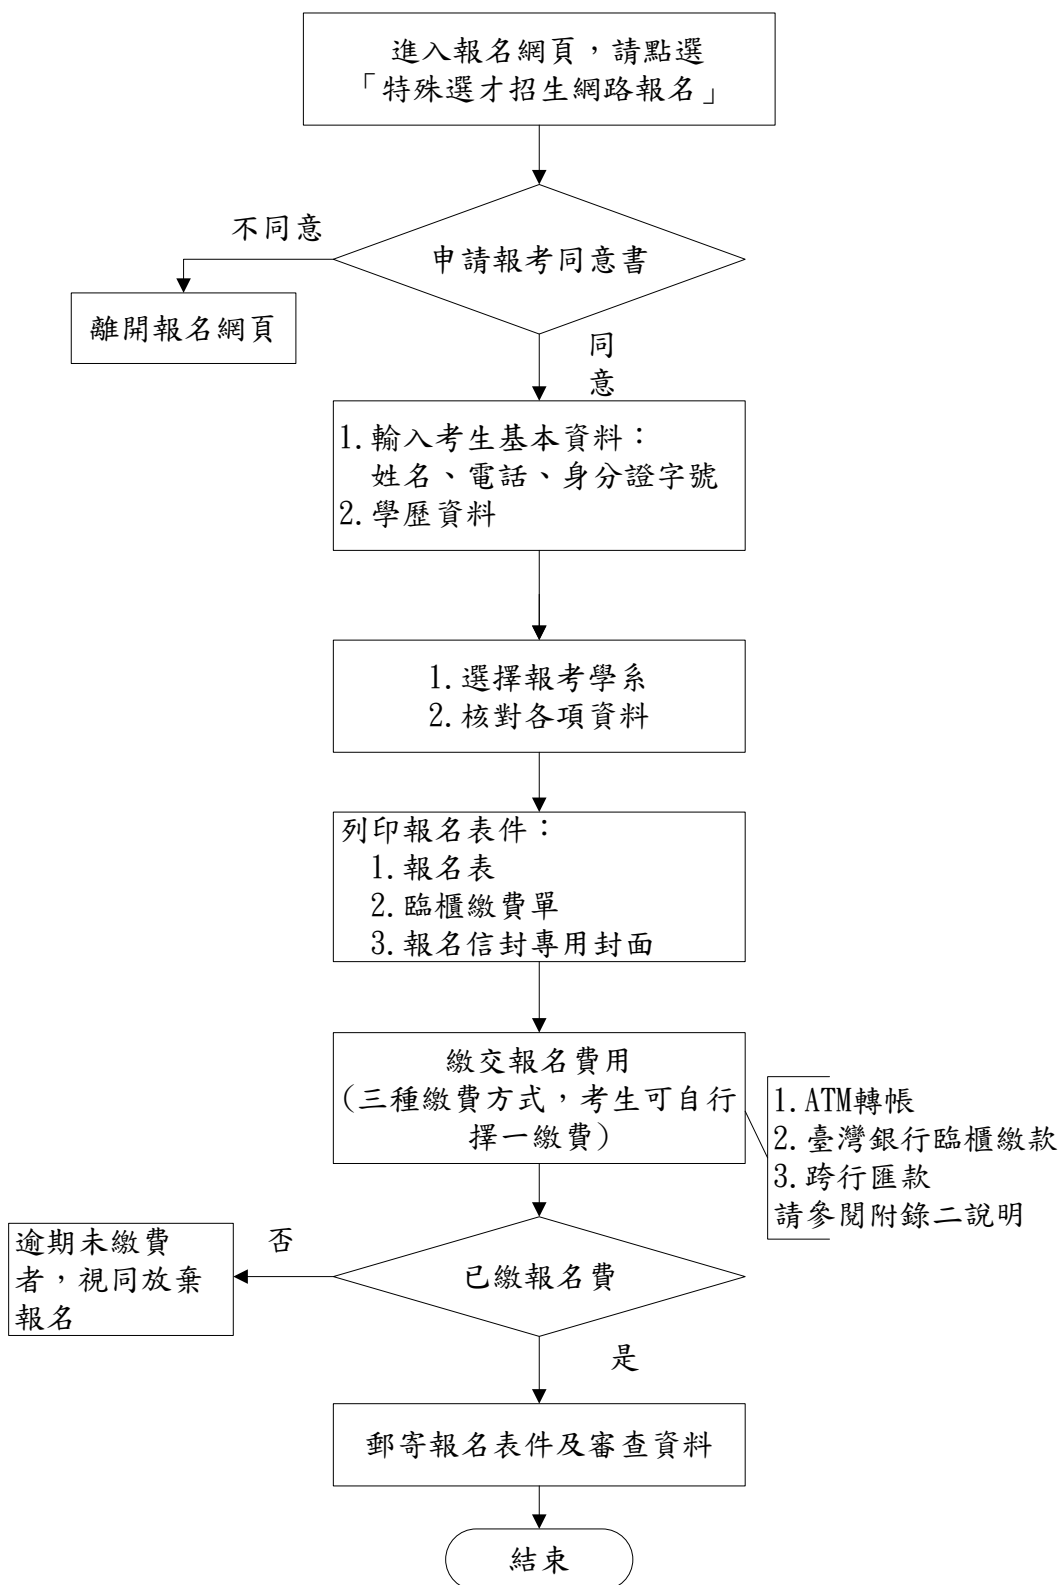 進入報名網頁，請點選
「特殊選才招生網路報名」
不同意
申請報考同意書
離開報名網頁
同
意
1.輸入考生基本資料：
姓名、電話、身分證字號
2.學歷資料
1.選擇報考學系
2.核對各項資料
列印報名表件：
1.報名表
2.臨櫃繳費單
3.報名信封專用封面
繳交報名費用
(三種繳費方式，考生可自行
擇一繳費)
1.ATM轉帳
2.臺灣銀行臨櫃繳款
3.跨行匯款
請參閱附錄二說明
逾期未繳費
者，視同放棄
報名
否
已繳報名費
是
郵寄報名表件及審查資料
結束